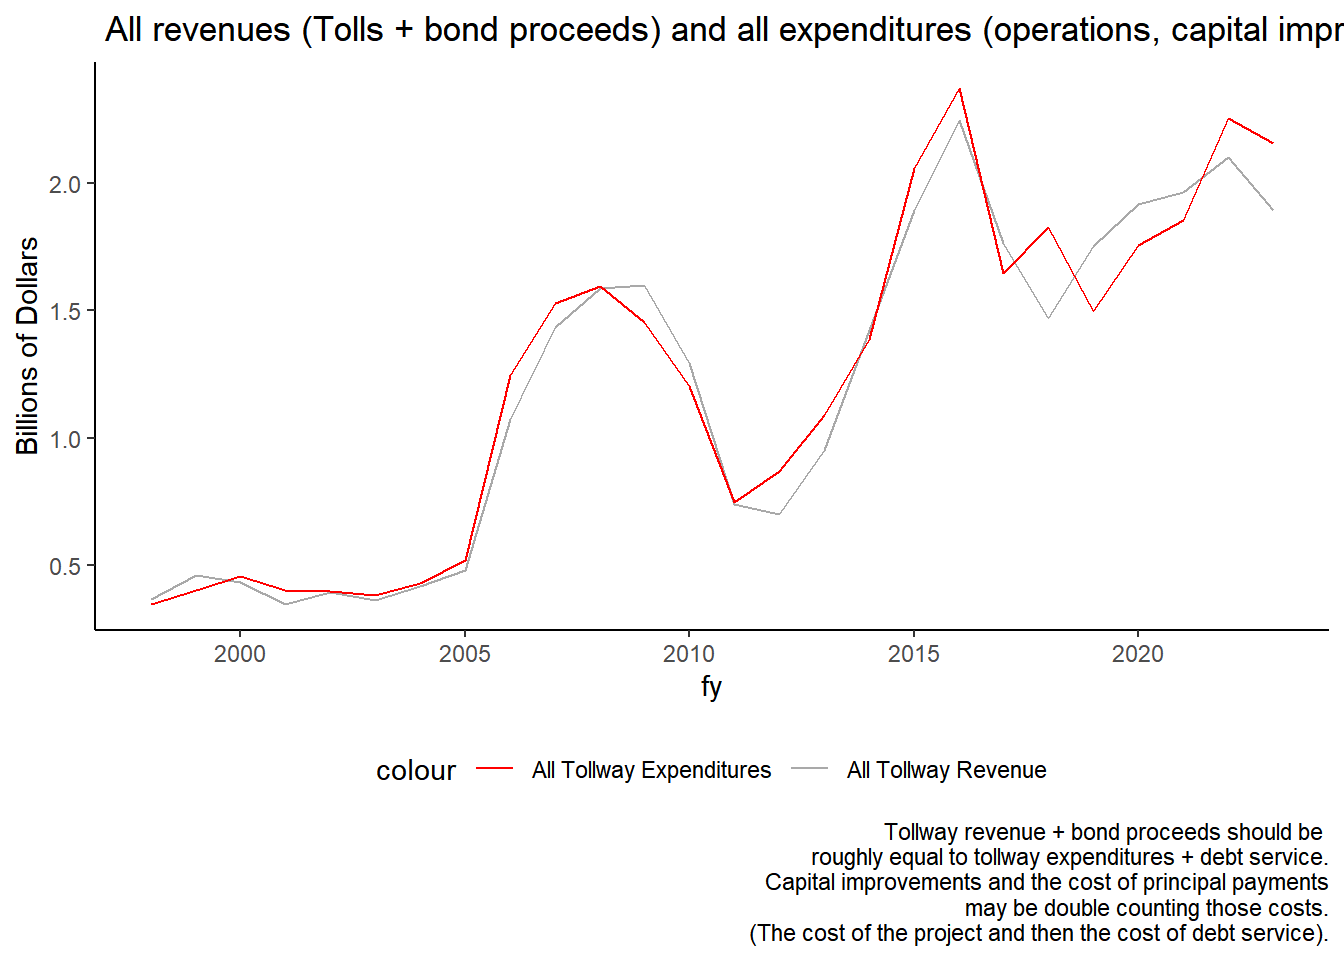 All revenues (Tolls + bond proceeds) and all expenditures (operations, capital impr
Billions of Dollars
2.0
1.5
1.0
0.5
2000 2005 2010 2015 2020
fy
colour All Tollway Expenditures All Tollway Revenue
Tollway revenue + bond proceeds should be
roughly equal to tollway expenditures + debt service.
Capital improvements and the cost of principal payments
may be double counting those costs.
(The cost of the project and then the cost of debt service).